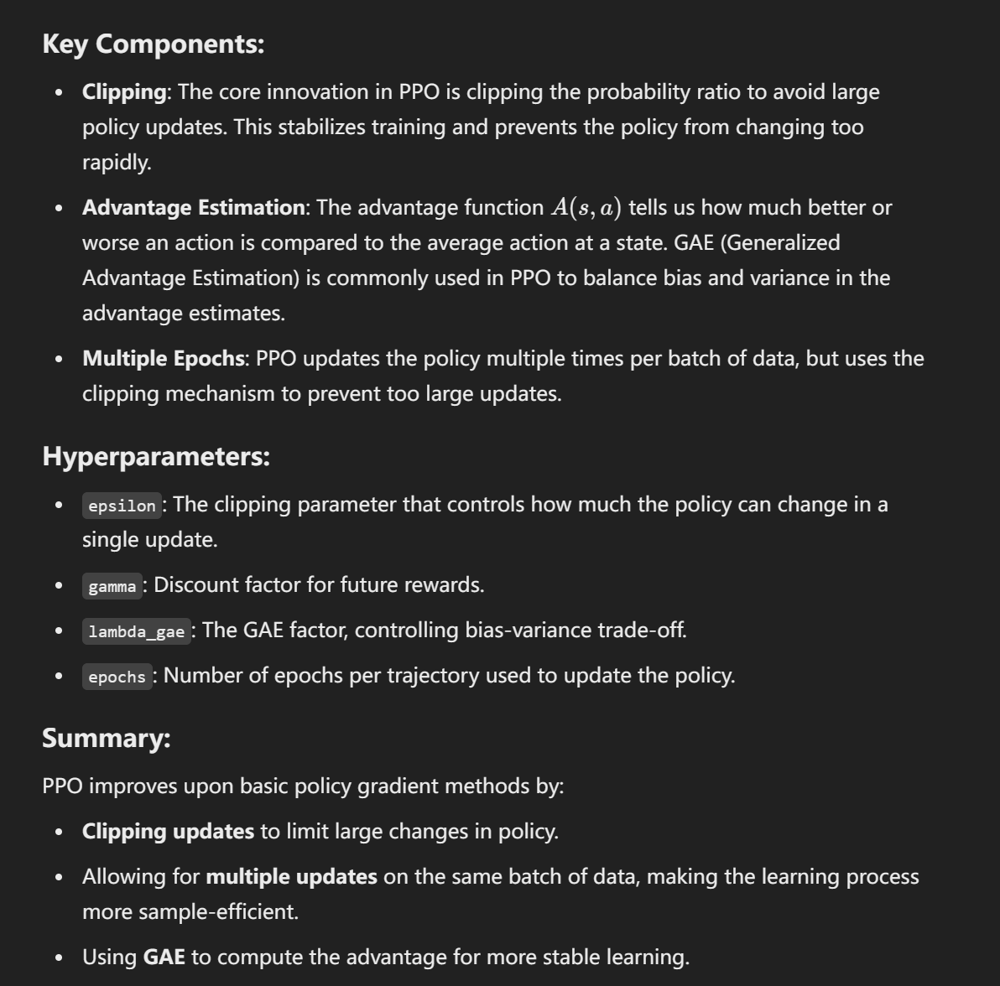 Key Components:
• Clipping: The core innovation in PPO is clipping the probability ratio to avoid large
policy updates. This stabilizes training and prevents the policy from changing too
rapidly.
• Advantage Estimation: The advantage function A(s, a) tells us how much better or
worse an action is compared to the average action at a state. GAE (Generalized
Advantage Estimation) is commonly used in PPO to balance bias and variance in the
advantage estimates.
• Multiple Epochs: PPO updates the policy multiple times per batch of data, but uses the
clipping mechanism to prevent too large updates.
Hyperparameters:
• epsilon: The clipping parameter that controls how much the policy can change in a
single update.
• gamma: Discount factor for future rewards.
• lambda_gae: The GAE factor, controlling bias-variance trade-off.
• epochs: Number of epochs per trajectory used to update the policy.
Summary:
PPO improves upon basic policy gradient methods by:
• Clipping updates to limit large changes in policy.
• Allowing for multiple updates on the same batch of data, making the learning process
more sample-efficient.
• Using GAE to compute the advantage for more stable learning.